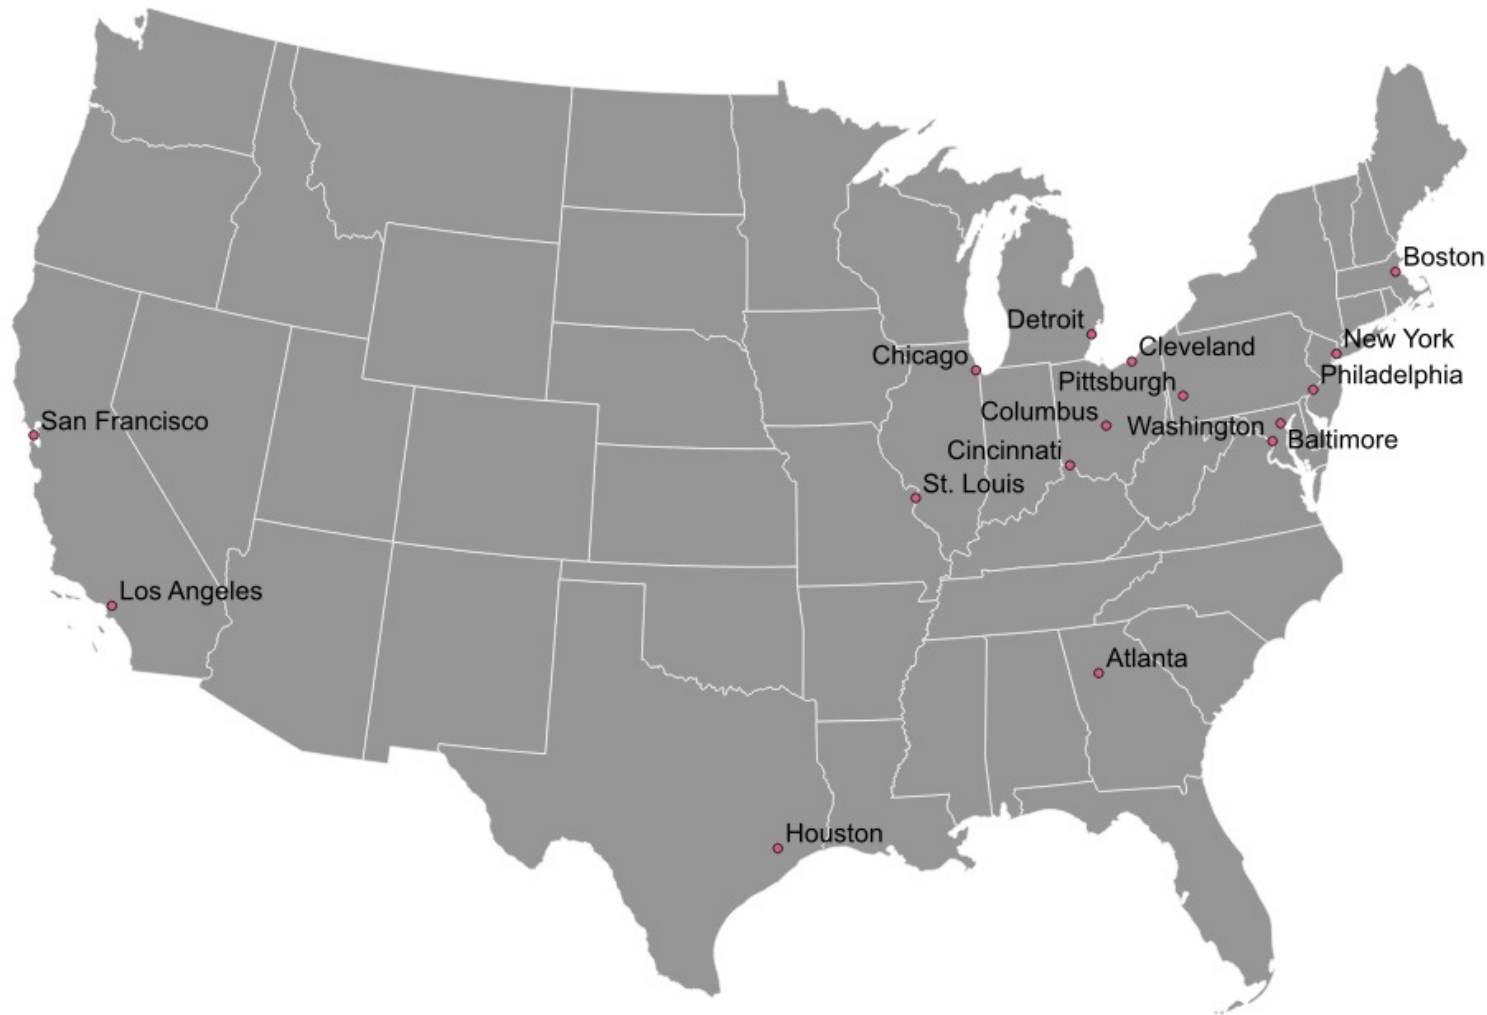 Boston
Detroit
New York
Cleveland
Chicago
Philadelphia
Pittsburgh
Columbus
San Francisco
Washington
Baltimore
Cincinnati
St. Louis
Los Angeles
Atlanta
Houston